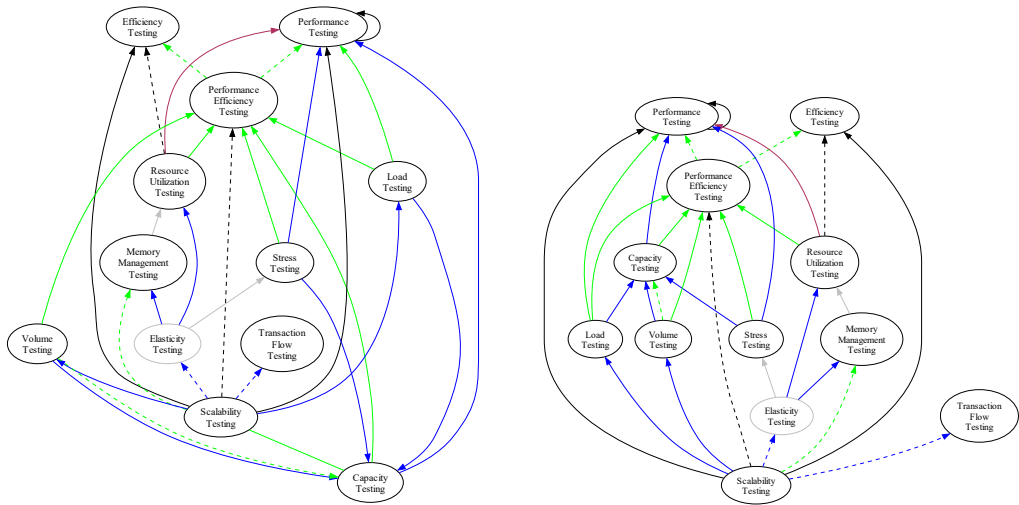 Efficiency
Testing
Performance
Testing
Performance
Efficiency
Testing
Resource
Utilization
Testing
Load
Testing
Memory
Management
Testing
Stress
Testing
Volume
Testing
Elasticity
Testing
Transaction
Flow
Testing
Scalability
Testing
Capacity
Testing
Performance
Testing
Efficiency
Testing
Performance
Efficiency
Testing
Capacity
Testing
Resource
Utilization
Testing
Load
Testing
Volume
Testing
Stress
Testing
Memory
Management
Testing
Elasticity
Testing
Transaction
Flow
Testing
Scalability
Testing